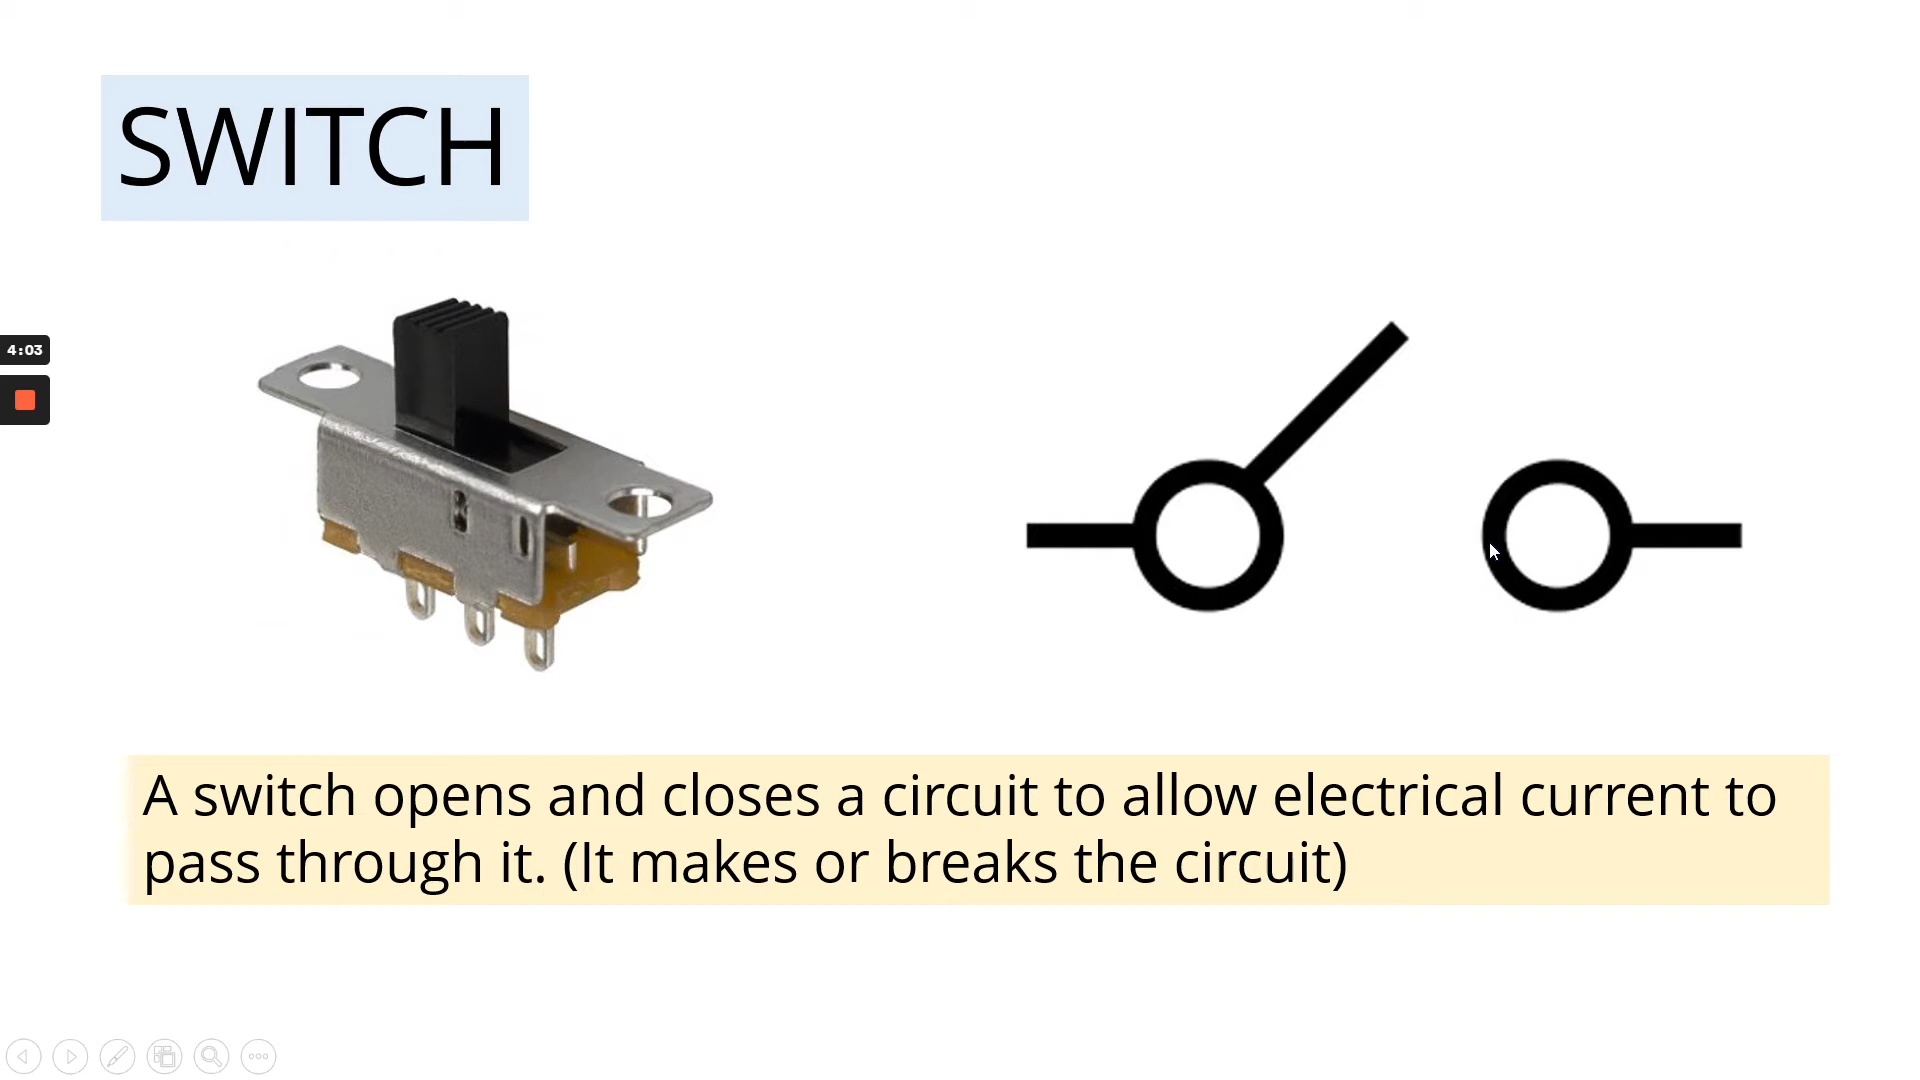 SWITCH
4:03
A switch opens and closes a circuit to allow electrical current to
pass through it. (It makes or breaks the circuit)